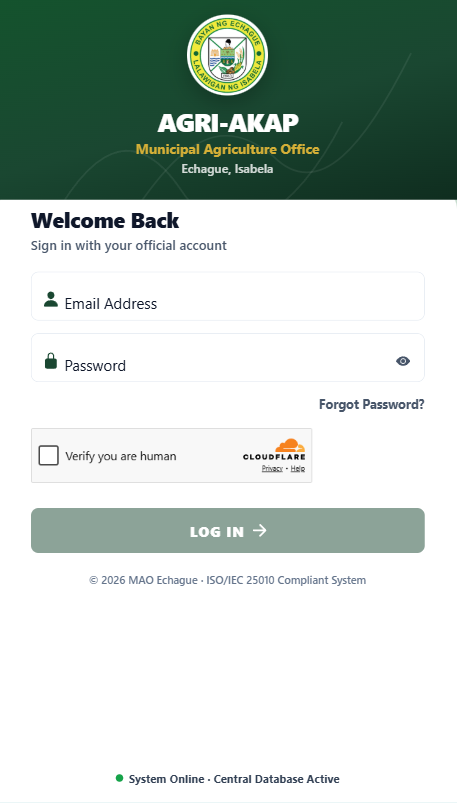 BAYAN NG ECHAGUE
LALAWIGAN NG ISABELA
AGRI-AKAP
Municipal Agriculture Office
Echague, Isabela
Welcome Back
Sign in with your official account
Email Address
Password
Forgot Password?
Verify you are human
CLOUDFLARE
Privacy • Help
LOG IN →
© 2026 MAO Echague · ISO/IEC 25010 Compliant System
System Online · Central Database Active